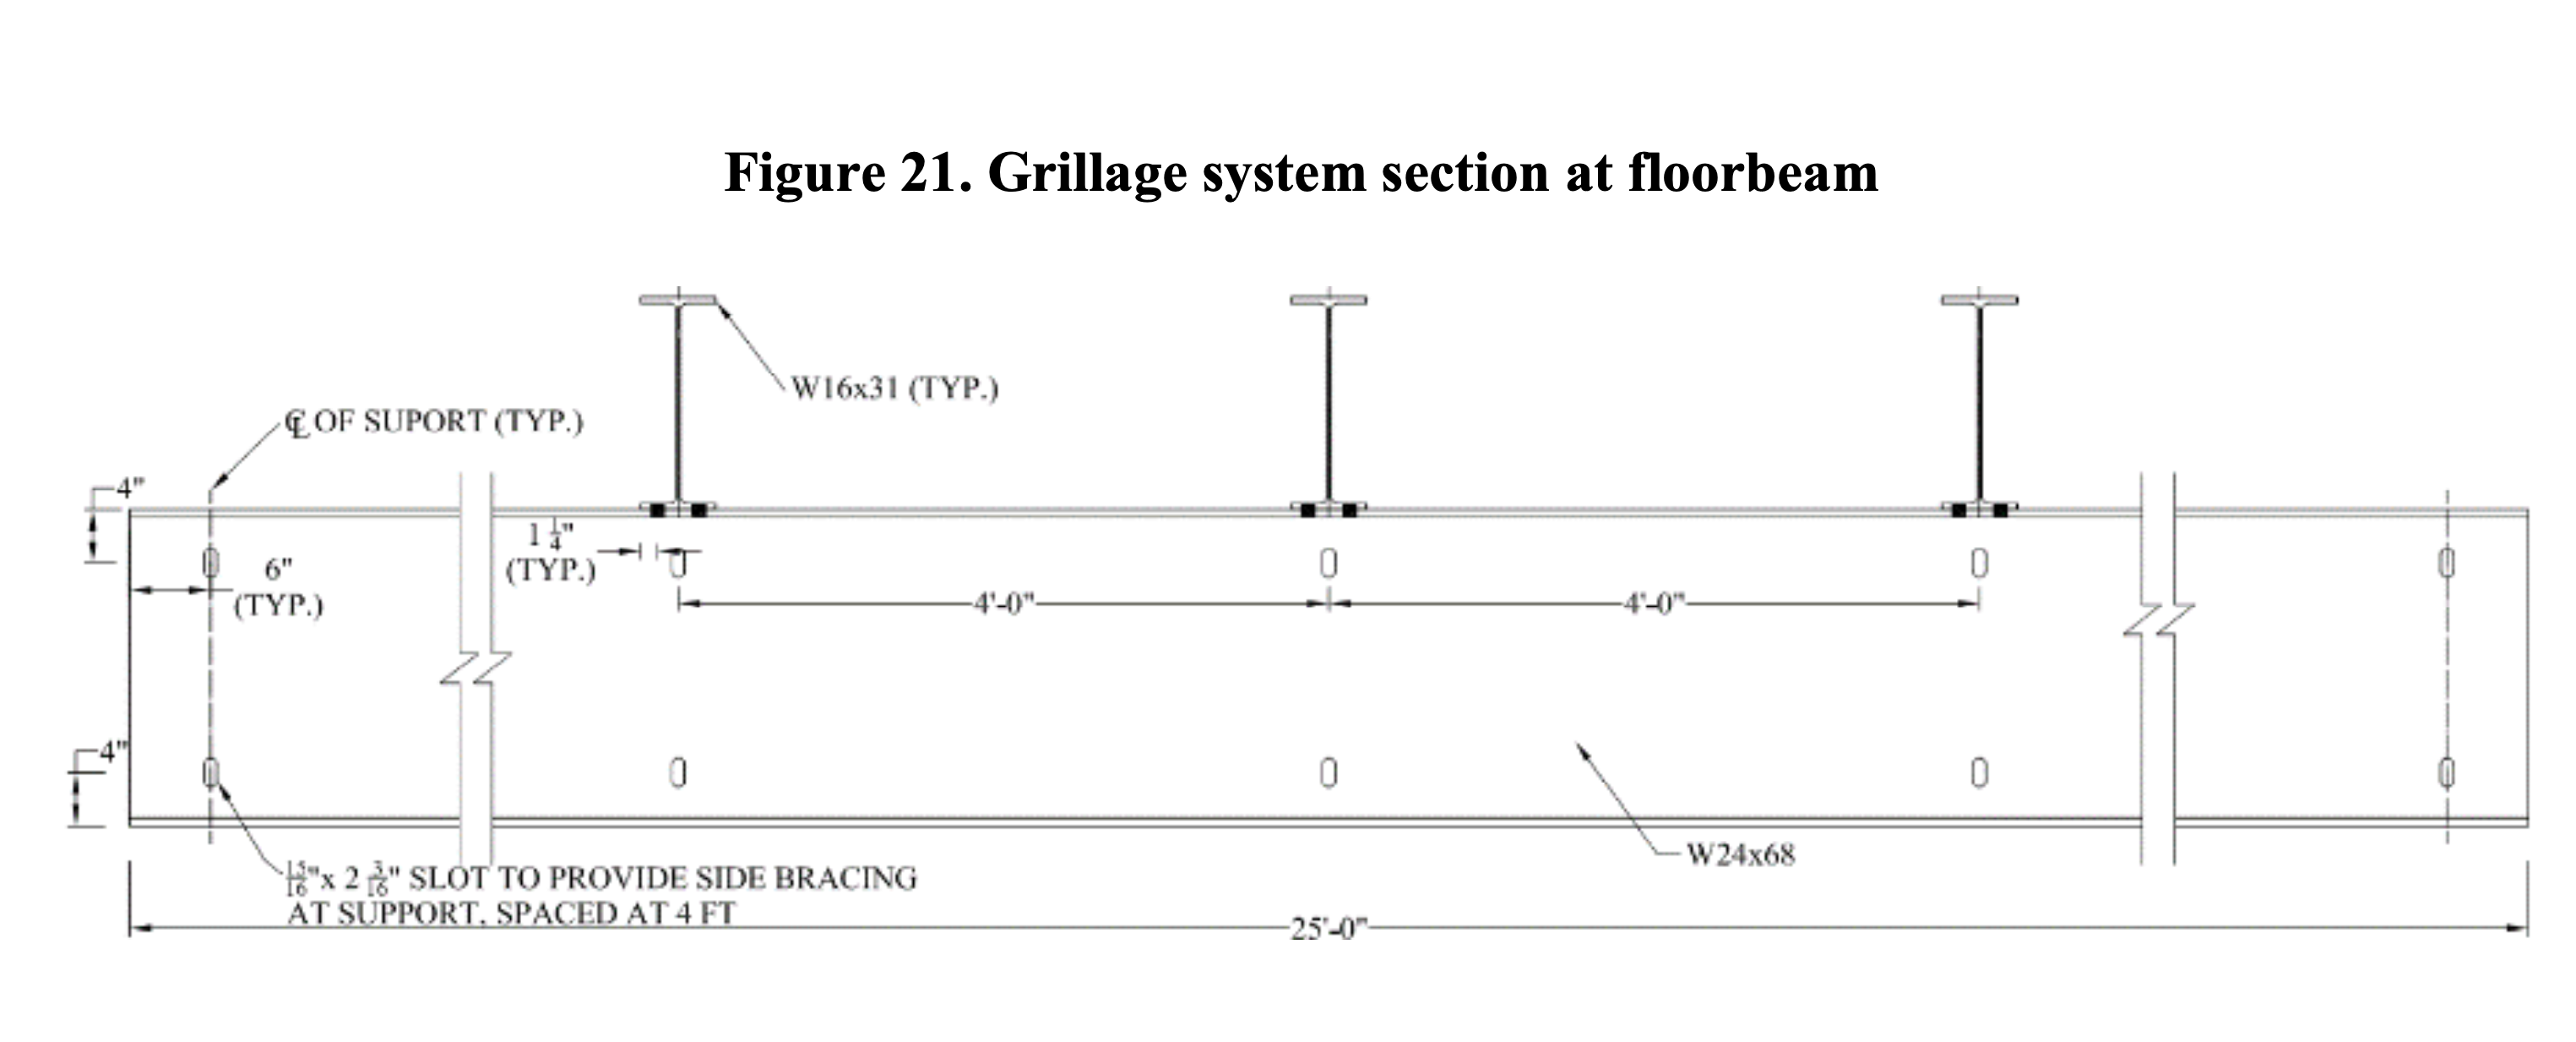 Figure 21. Grillage system section at floorbeam
W16x31 (TYP.)
℄ OF SUPORT (TYP.)
4"
1 1/4"
(TYP.)
6"
(TYP.)
4'-0"
4'-0"
4"
W24x68
15/16"x 2 3/16" SLOT TO PROVIDE SIDE BRACING
AT SUPPORT, SPACED AT 4 FT
25'-0"